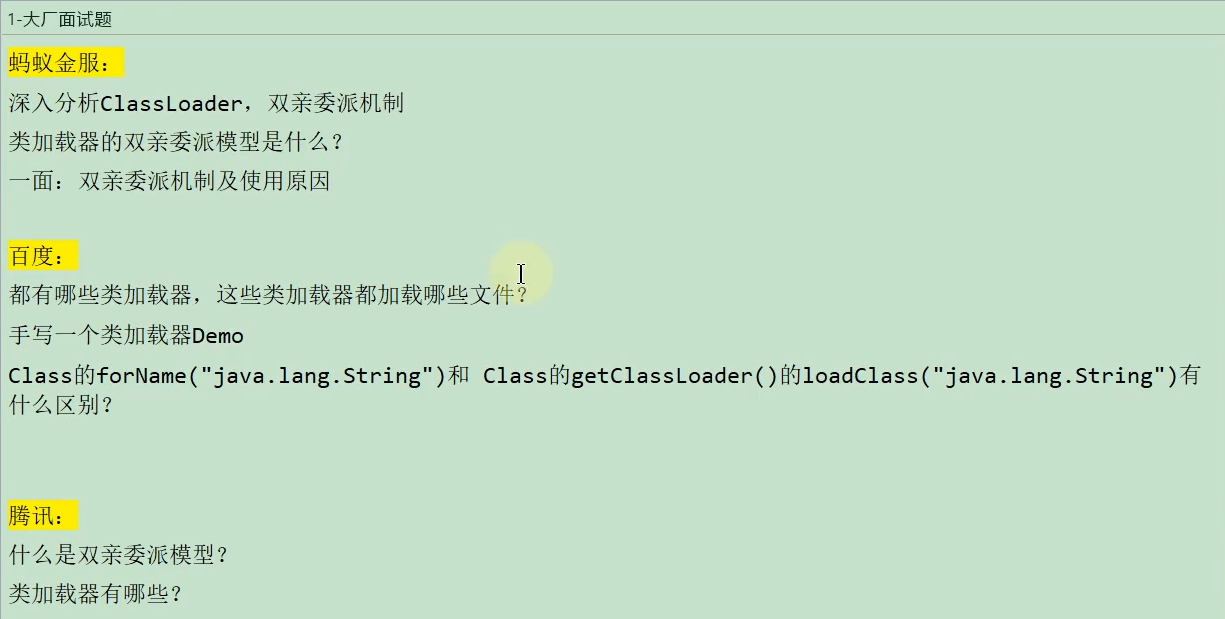 1-大厂面试题
蚂蚁金服：
深入分析ClassLoader，双亲委派机制
类加载器的双亲委派模型是什么？
一面：双亲委派机制及使用原因
百度：
都有哪些类加载器，这些类加载器都加载哪些文件？
手写一个类加载器Demo
Class的forName("java.lang.String")和 Class的getClassLoader()的loadClass("java.lang.String")有
什么区别？
腾讯：
什么是双亲委派模型？
类加载器有哪些？